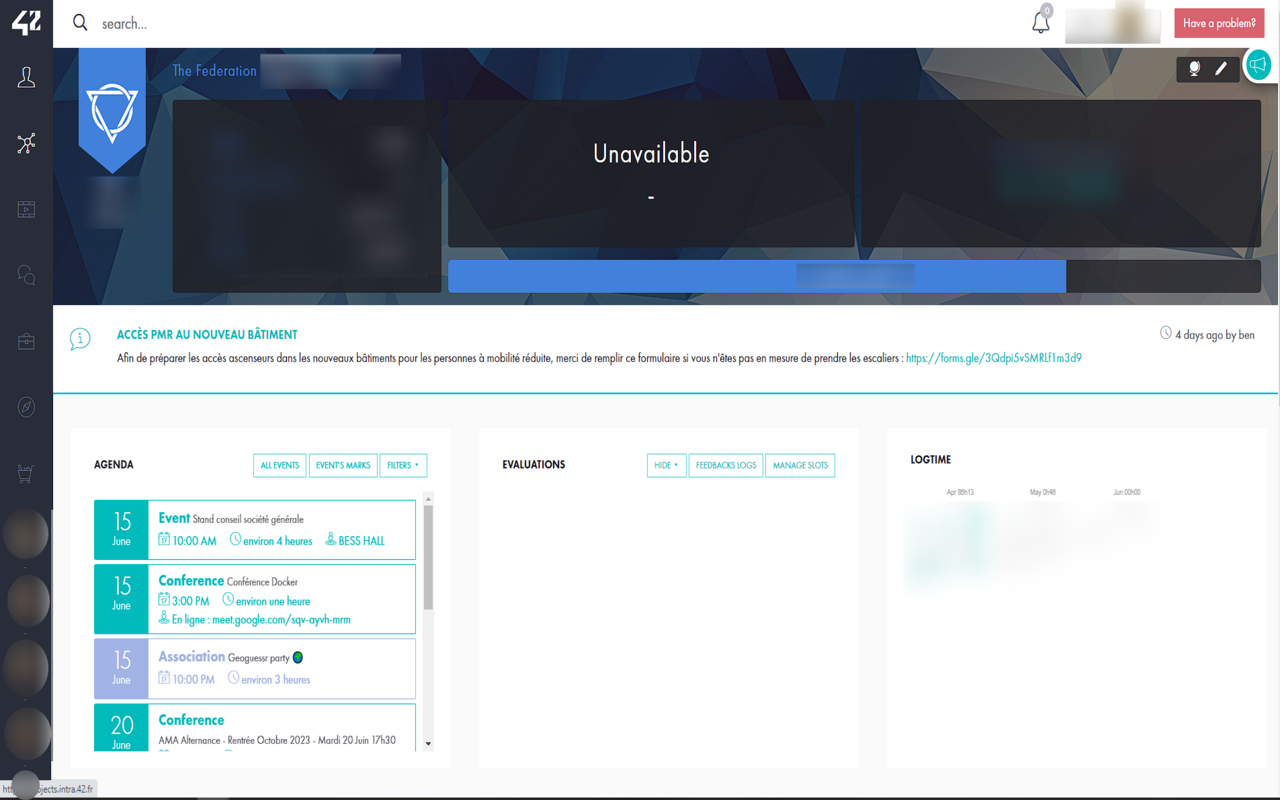 42
search...
0
Have a problem?
The Federation
Unavailable
-
ACCÈS PMR AU NOUVEAU BÂTIMENT
4 days ago by ben
Afin de préparer les accès ascenseurs dans les nouveaux bâtiments pour les personnes à mobilité réduite, merci de remplir ce formulaire si vous n'êtes pas en mesure de prendre les escaliers : https://forms.gle/3Qdpi5vSMRLf1m3d9
AGENDA
ALL EVENTS
EVENT'S MARKS
FILTERS
15
June
Event Stand conseil société générale
17 10:00 AM environ 4 heures BESS HALL
15
June
Conference Conférence Docker
17 3:00 PM environ une heure
En ligne : meet.google.com/sqv-ayvh-mrm
15
June
Association Geoguessr party
17 10:00 PM environ 3 heures
20
June
Conference
AMA Alternance - Rentrée Octobre 2023 - Mardi 20 Juin 17h30
EVALUATIONS
HIDE
FEEDBACKS LOGS
MANAGE SLOTS
LOGTIME
Apr 88h13 May 0h48 Jun 00h00
ojects.intra.42.fr